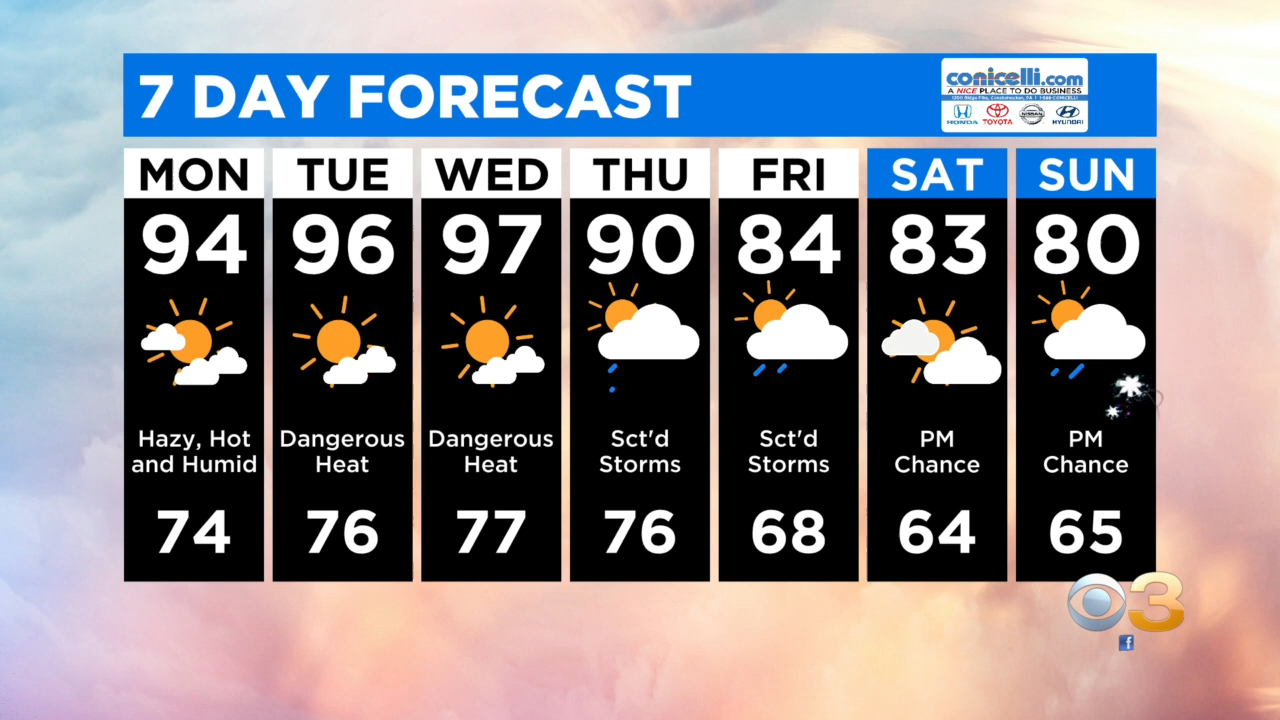 7 DAY FORECAST
conicelli.com
A NICE PLACE TO DO BUSINESS
HONDA TOYOTA NISSAN HYUNDAI
MON TUE WED THU FRI SAT SUN
94 96 97 90 84 83 80
Hazy, Hot and Humid
Dangerous Heat
Dangerous Heat
Sct'd Storms
Sct'd Storms
PM Chance
PM Chance
74 76 77 76 68 64 65
3
f